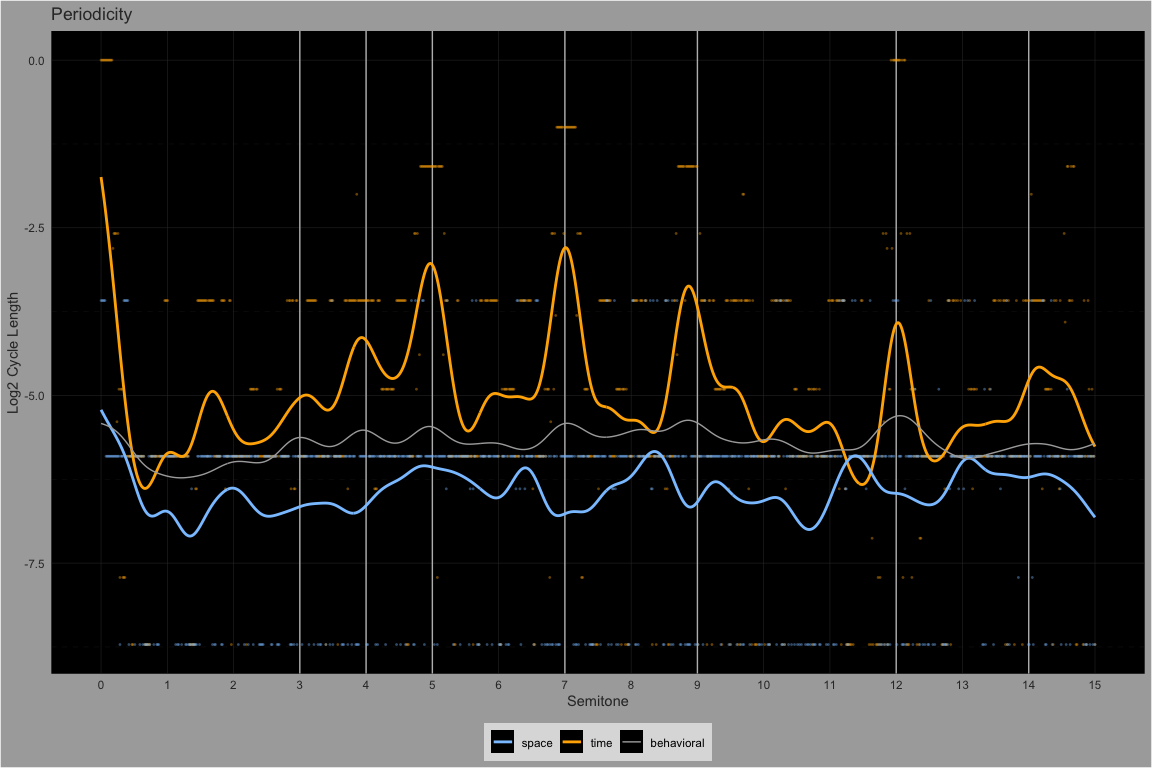 Periodicity
Log2 Cycle Length
0.0
-2.5
-5.0
-7.5
0 1 2 3 4 5 6 7 8 9 10 11 12 13 14 15
Semitone
space time behavioral